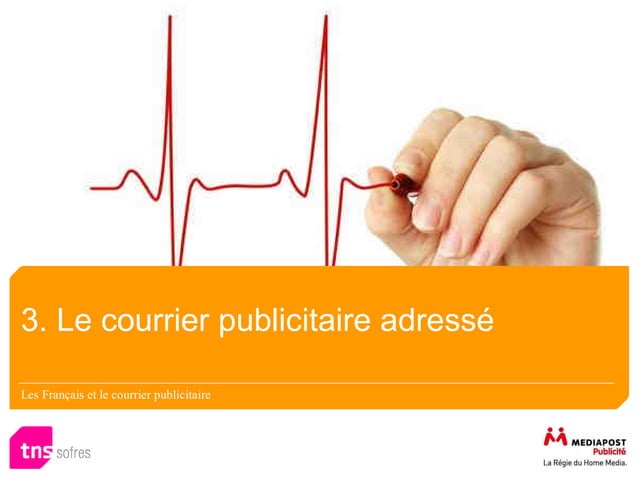 3. Le courrier publicitaire adressé
Les Français et le courrier publicitaire
tns sofres
MEDIAPOST
Publicité
La Régie du Home Media.